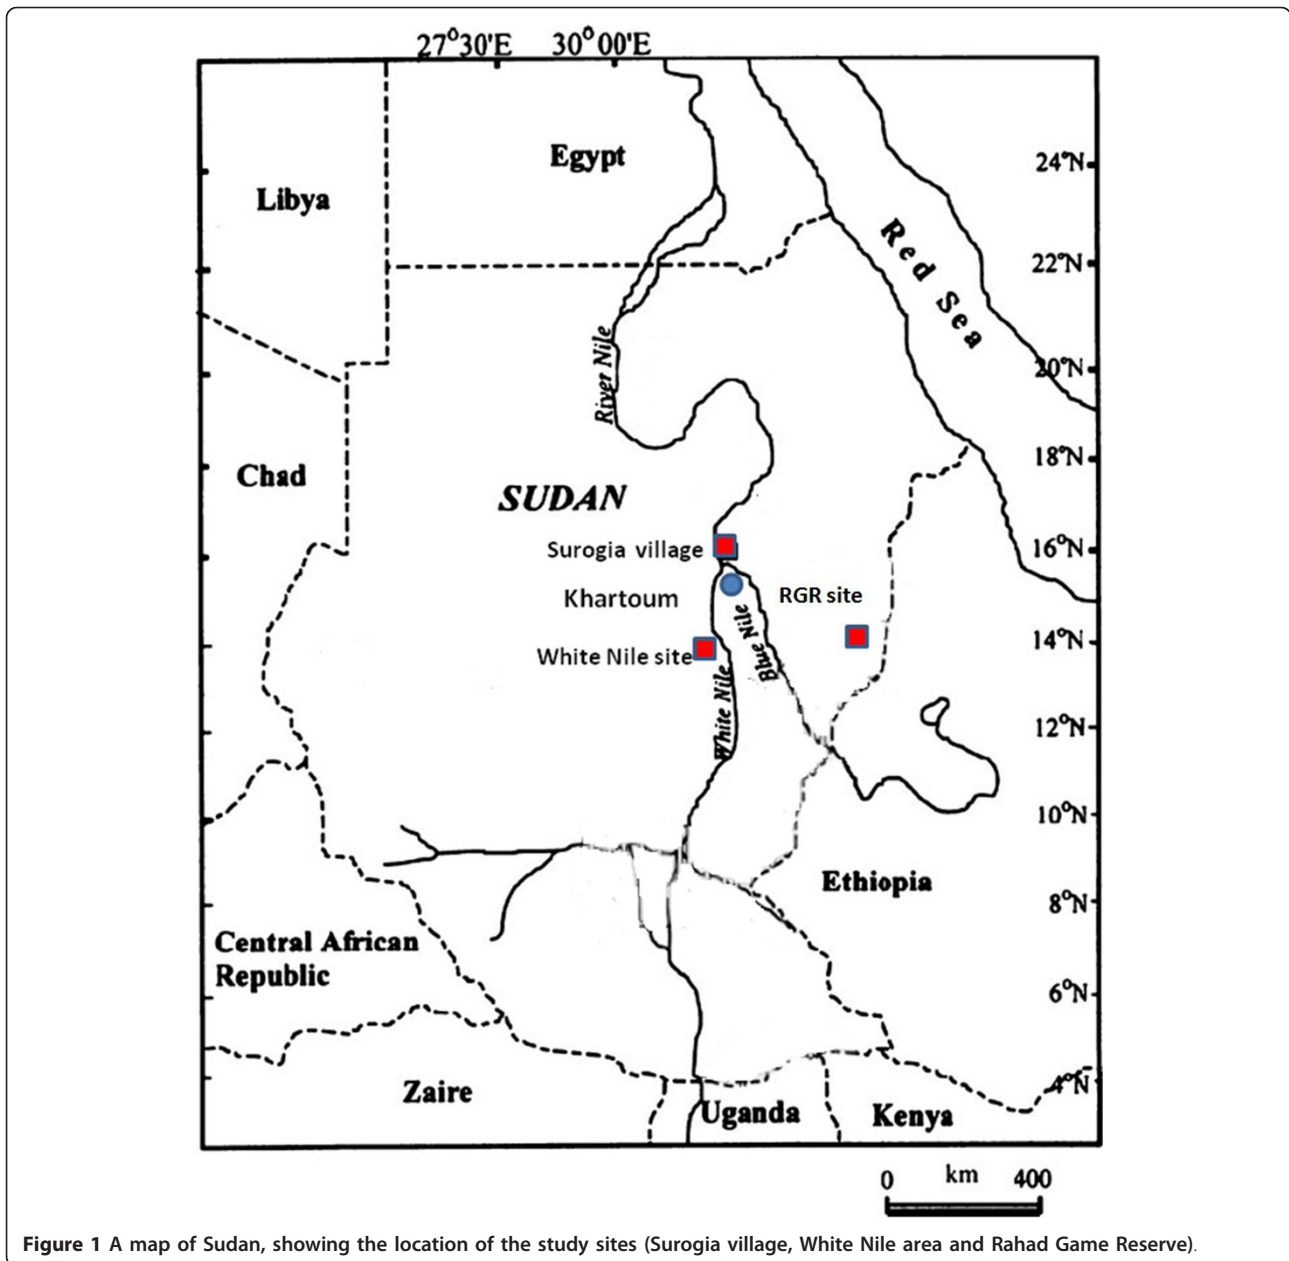 27°30'E 30°00'E
Egypt
24°N
Libya
Red Sea
22°N
River Nile
20°N
Chad
18°N
SUDAN
Surogia village
16°N
Khartoum
RGR site
Blue Nile
14°N
White Nile site
White Nile
12°N
10°N
Ethiopia
8°N
Central African
Republic
6°N
Zaire
4°N
Uganda
Kenya
0 km 400
Figure 1 A map of Sudan, showing the location of the study sites (Surogia village, White Nile area and Rahad Game Reserve).